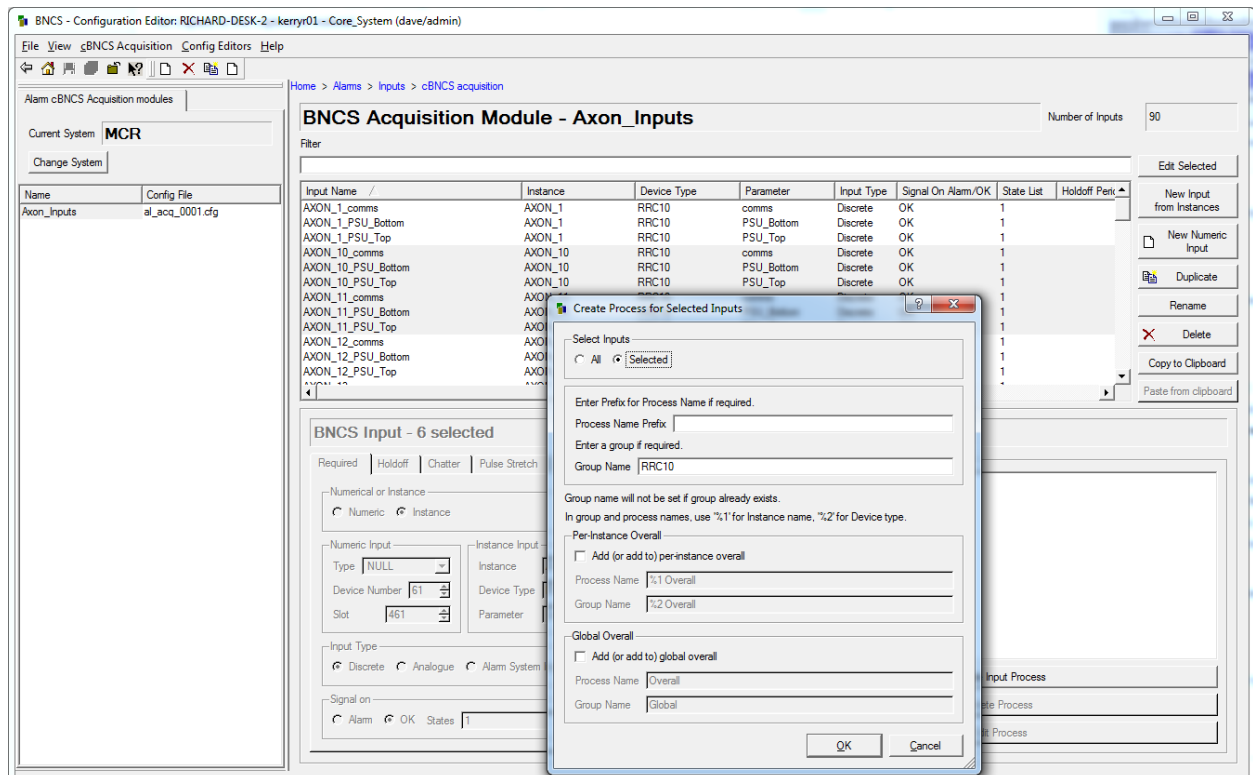 BNCS - Configuration Editor: RICHARD-DESK-2 - kerryr01 - Core_System (dave/admin)
File View cBNCS Acquisition Config Editors Help
Alarm cBNCS Acquisition modules
Current System MCR
Change System
Name Config File
Axon_Inputs al_acq_0001.cfg
Home > Alarms > Inputs > cBNCS acquisition
BNCS Acquisition Module - Axon_Inputs
Number of Inputs 90
Filter
Input Name Instance Device Type Parameter Input Type Signal On Alarm/OK State List Holdoff
AXON_1_comms AXON_1 RRC10 comms Discrete OK 1
AXON_1_PSU_Bottom AXON_1 RRC10 PSU_Bottom Discrete OK 1
AXON_1_PSU_Top AXON_1 RRC10 PSU_Top Discrete OK 1
AXON_10_comms AXON_10 RRC10 comms Discrete OK 1
AXON_10_PSU_Bottom AXON_10 RRC10 PSU_Bottom Discrete OK 1
AXON_10_PSU_Top AXON_10 RRC10 PSU_Top Discrete OK 1
AXON_11_comms
AXON_11_PSU_Bottom 1
AXON_11_PSU_Top 1
AXON_12_comms 1
AXON_12_PSU_Bottom 1
AXON_12_PSU_Top 1
Edit Selected
New Input
from Instances
New Numeric
Input
Duplicate
Rename
Delete
Copy to Clipboard
Paste from clipboard
BNCS Input - 6 selected
Required Holdoff Chatter Pulse Stretch
Numerical or Instance
Numeric Instance
Numeric Input
Type NULL
Device Number 61
Slot 461
Instance Input
Instance
Device Type
Parameter
Input Type
Discrete Analogue Alarm System
Signal on
Alarm OK States 1
Input Process
Process
Process
Create Process for Selected Inputs
Select Inputs
All Selected
Enter Prefix for Process Name if required.
Process Name Prefix
Enter a group if required.
Group Name RRC10
Group name will not be set if group already exists.
In group and process names, use '%1' for Instance name, '%2' for Device type.
Per-Instance Overall
Add (or add to) per-instance overall
Process Name %1 Overall
Group Name %2 Overall
Global Overall
Add (or add to) global overall
Process Name Overall
Group Name Global
OK Cancel